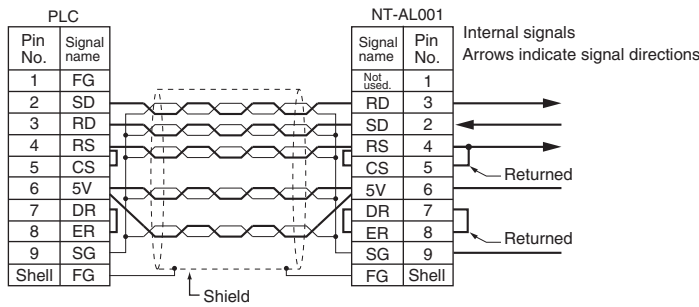 PLC
NT-AL001
Pin No. Signal name
1 FG
2 SD
3 RD
4 RS
5 CS
6 5V
7 DR
8 ER
9 SG
Shell FG
Shield
Signal name Pin No.
Not used. 1
RD 3
SD 2
RS 4
CS 5
5V 6
DR 7
ER 8
SG 9
FG Shell
Internal signals
Arrows indicate signal directions
Returned
Returned